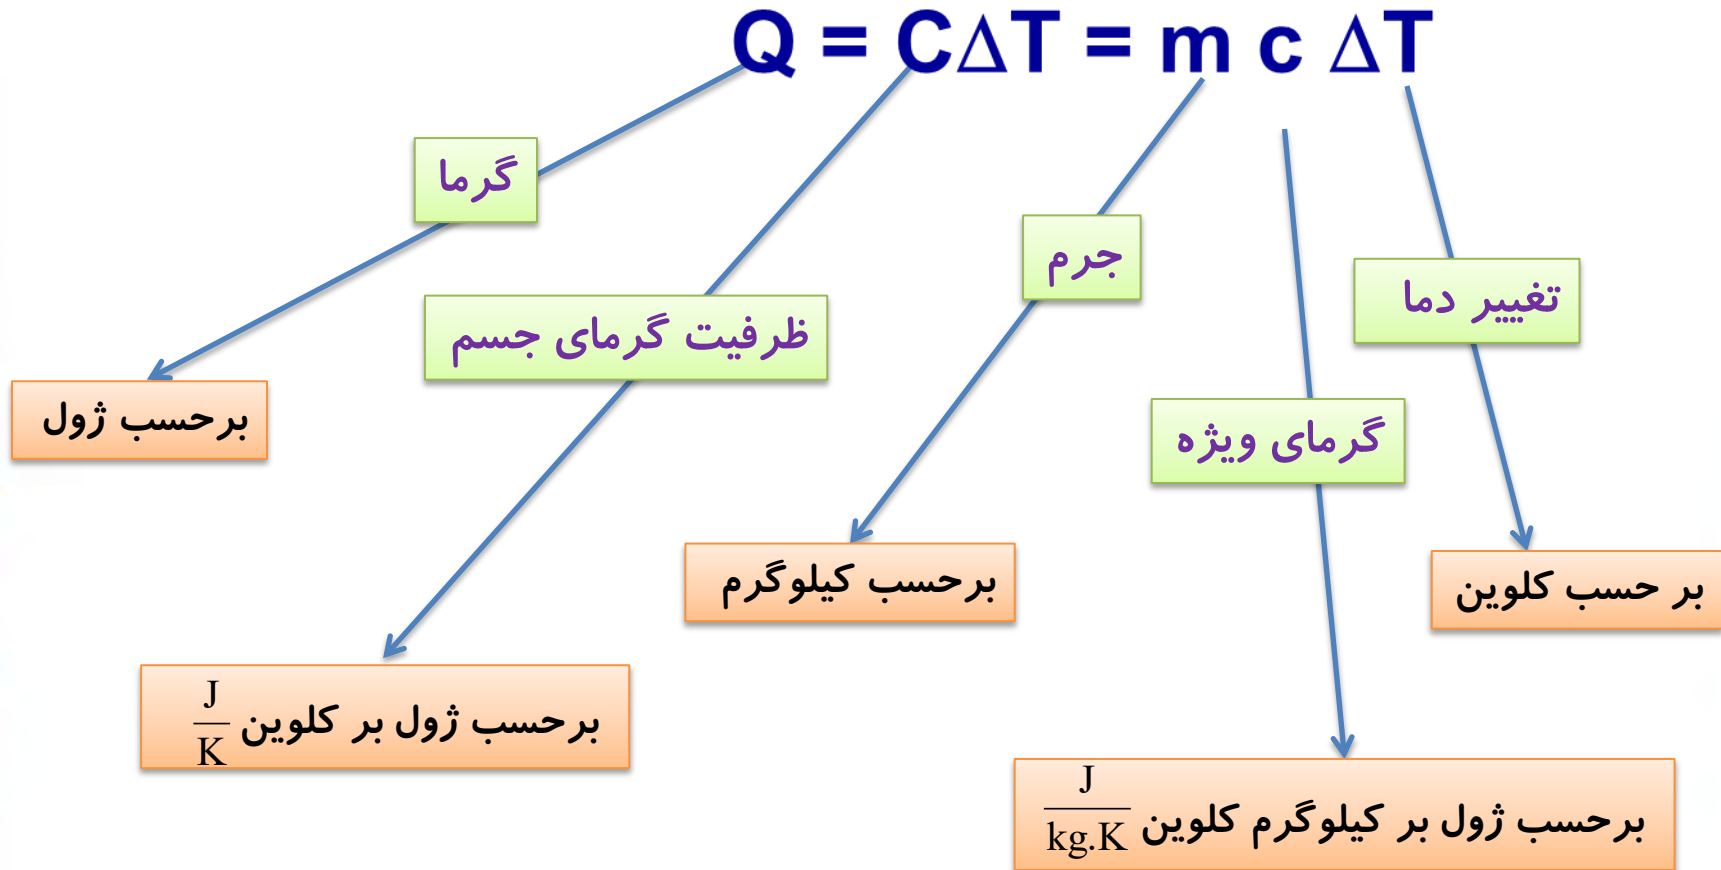 Q = CΔT = m c ΔT
گرما
جرم
تغییر دما
ظرفیت گرمای جسم
برحسب ژول
گرمای ویژه
برحسب کیلوگرم
بر حسب کلوین
برحسب ژول بر کلوین J/K
برحسب ژول بر کیلوگرم کلوین J/kg.K